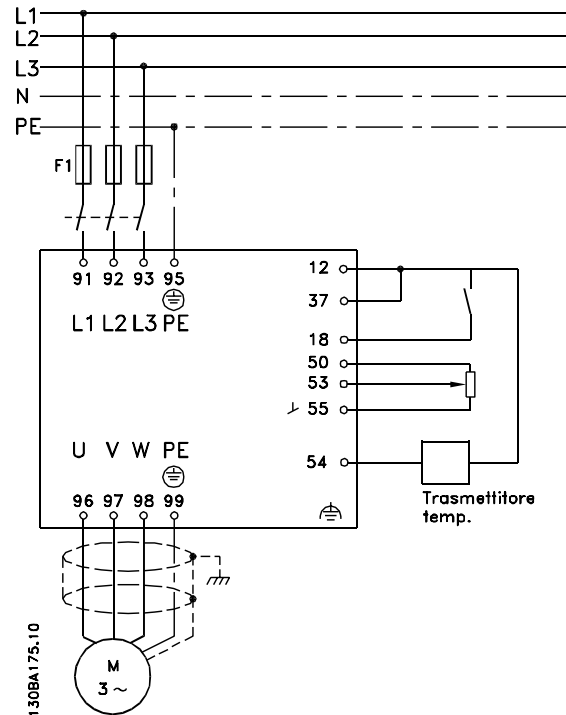 L1
L2
L3
N
PE
F1
91 92 93 95
L1 L2 L3 PE
12
37
18
50
53
55
54
Trasmettitore
temp.
U V W PE
96 97 98 99
M
3 ~
130BA175.10